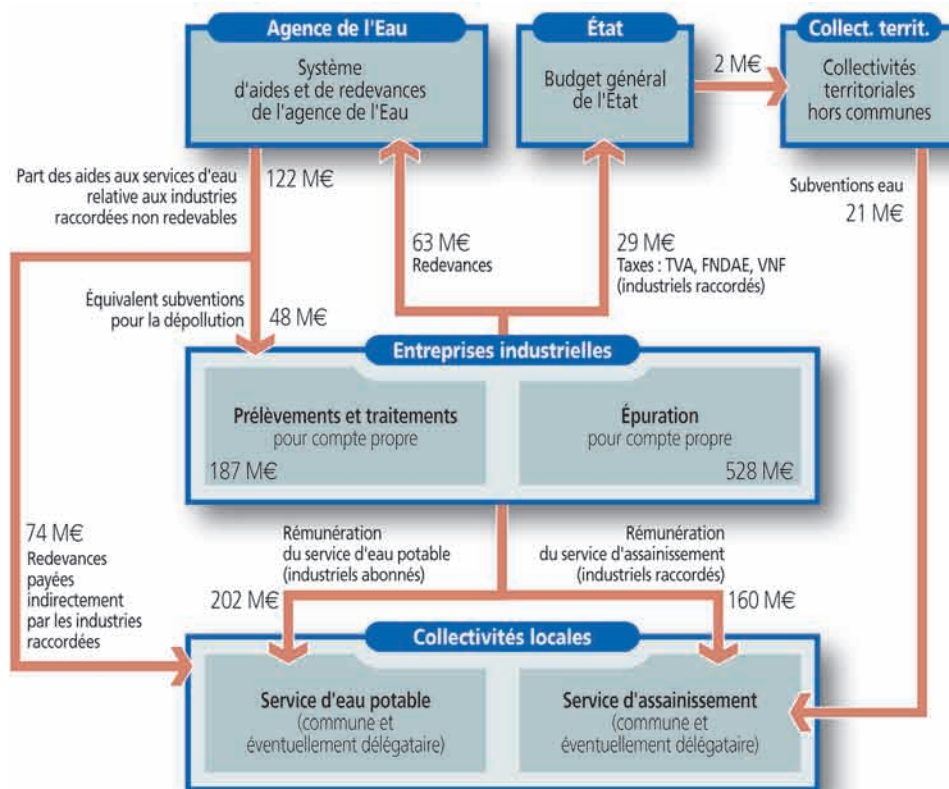 Agence de l'Eau
Système
d'aides et de redevances
de l'agence de l'Eau
État
Budget général
de l'État
2 M€
Collect. territ.
Collectivités
territoriales
hors communes
Part des aides aux services d'eau
relative aux industries
raccordées non redevables
122 M€
63 M€
Redevances
29 M€
Taxes : TVA, FNDAE, VNF
(industriels raccordés)
Subventions eau
21 M€
Équivalent subventions
pour la dépollution
48 M€
Entreprises industrielles
Prélèvements et traitements
pour compte propre
187 M€
Épuration
pour compte propre
528 M€
74 M€
Redevances
payées
indirectement
par les industries
raccordées
Rémunération
du service d'eau potable
(industriels abonnés)
202 M€
Rémunération
du service d'assainissement
(industriels raccordés)
160 M€
Collectivités locales
Service d'eau potable
(commune et
éventuellement délégataire)
Service d'assainissement
(commune et
éventuellement délégataire)